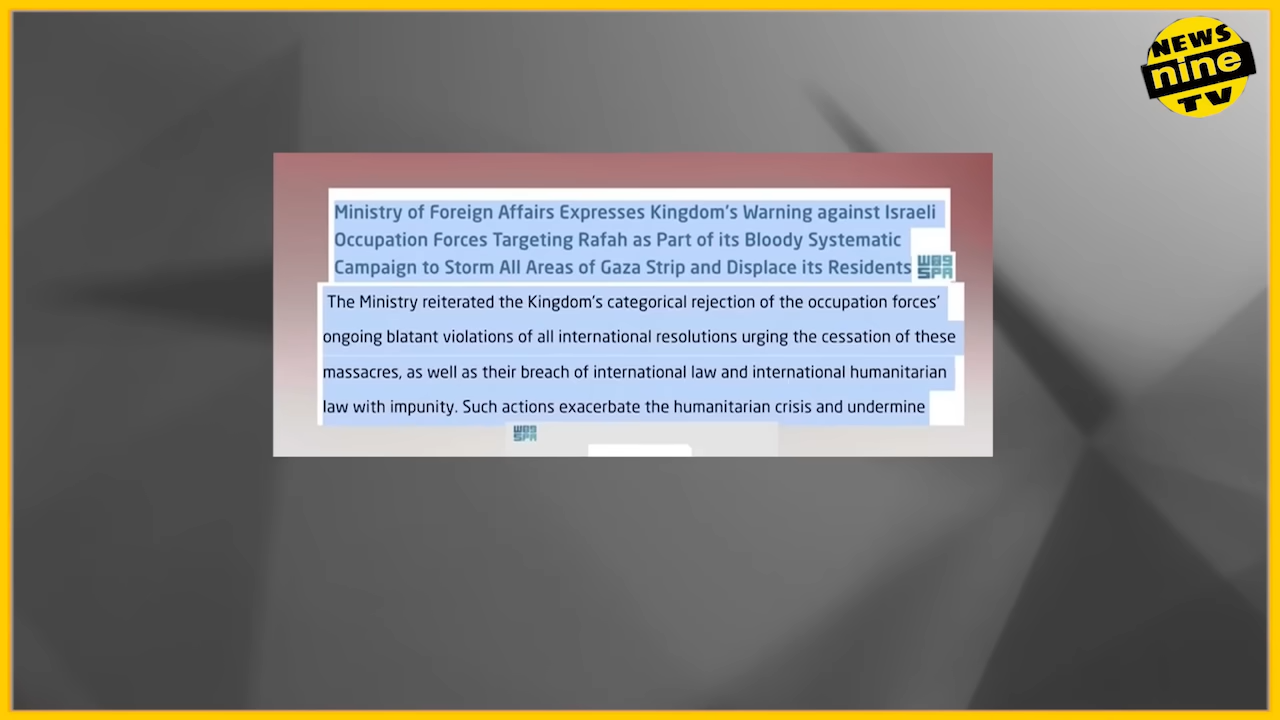 NEWS
nine
TV
Ministry of Foreign Affairs Expresses Kingdom's Warning against Israeli
Occupation Forces Targeting Rafah as Part of its Bloody Systematic
Campaign to Storm All Areas of Gaza Strip and Displace its Residents
واس
SPA
The Ministry reiterated the Kingdom's categorical rejection of the occupation forces'
ongoing blatant violations of all international resolutions urging the cessation of these
massacres, as well as their breach of international law and international humanitarian
law with impunity. Such actions exacerbate the humanitarian crisis and undermine
واس
SPA